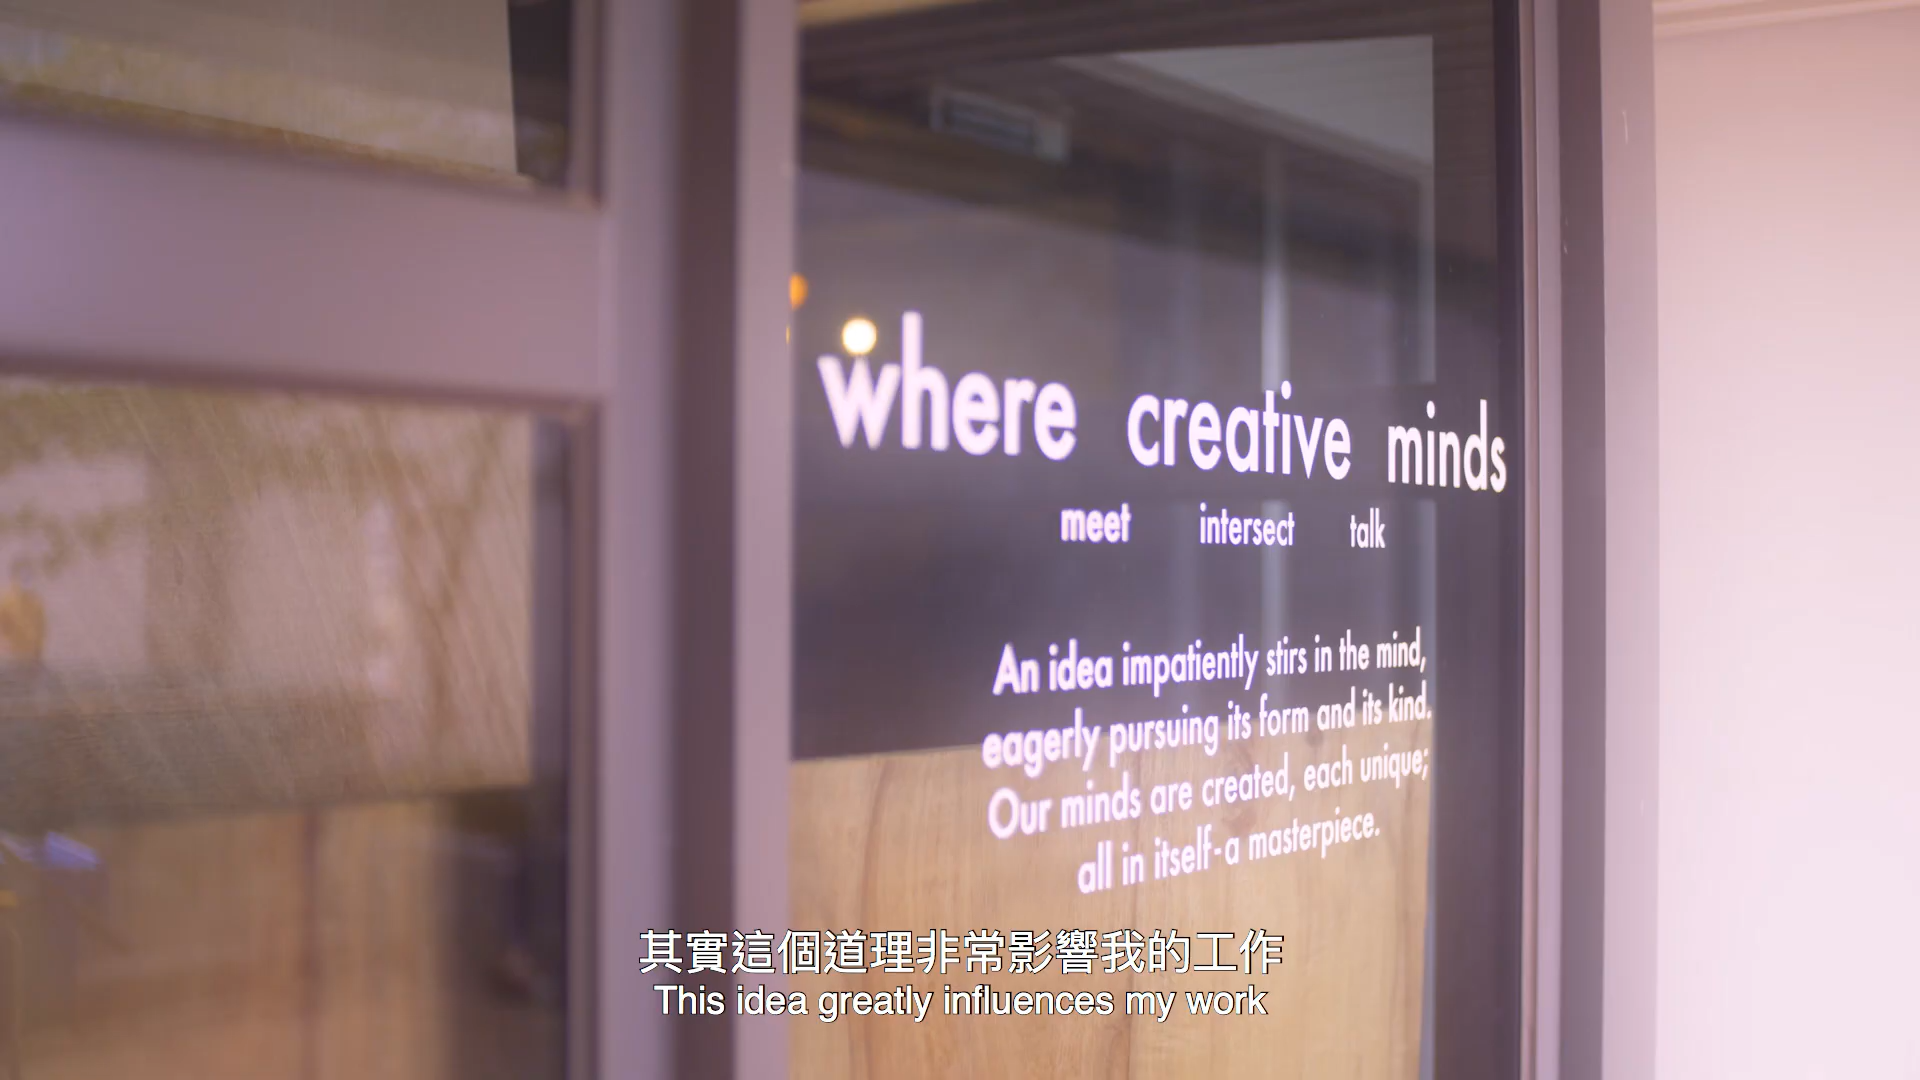 where creative minds
meet intersect talk
An idea impatiently stirs in the mind,
eagerly pursuing its form and its kind.
Our minds are created, each unique;
all in itself-a masterpiece.
其實這個道理非常影響我的工作
This idea greatly influences my work